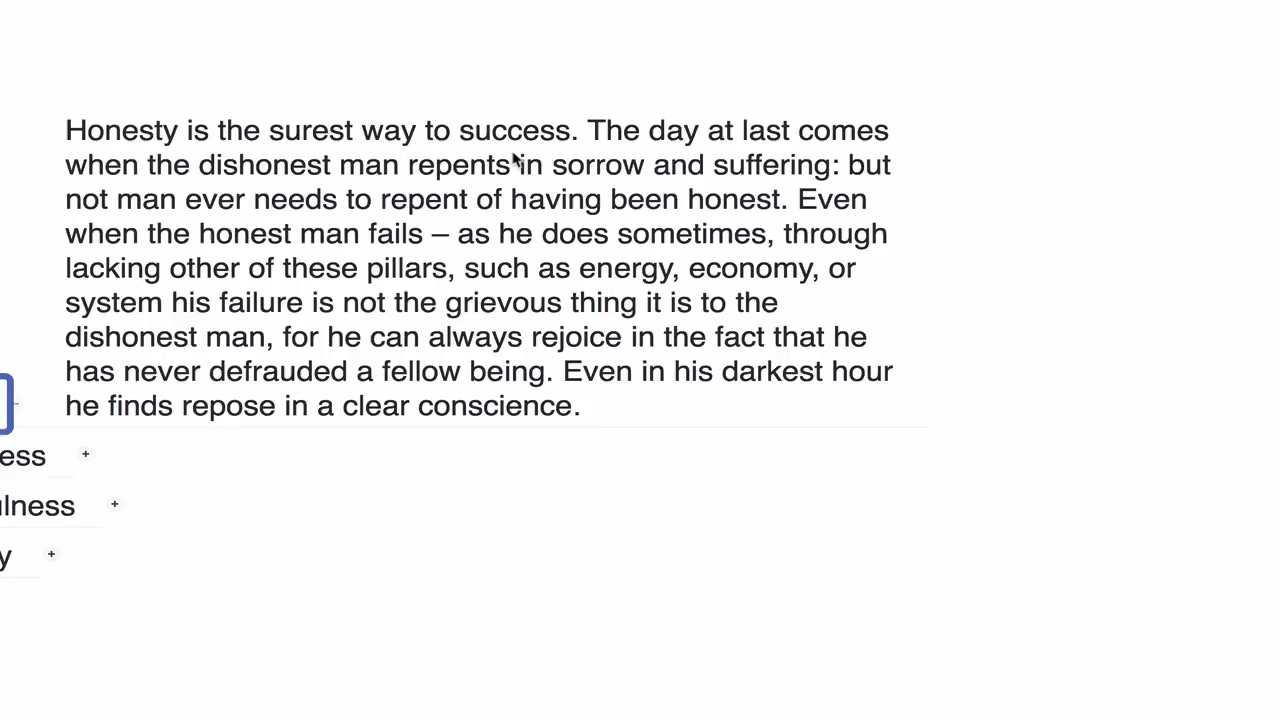 Honesty is the surest way to success. The day at last comes
when the dishonest man repents in sorrow and suffering: but
not man ever needs to repent of having been honest. Even
when the honest man fails – as he does sometimes, through
lacking other of these pillars, such as energy, economy, or
system his failure is not the grievous thing it is to the
dishonest man, for he can always rejoice in the fact that he
has never defrauded a fellow being. Even in his darkest hour
he finds repose in a clear conscience.
ess +
lness +
y +